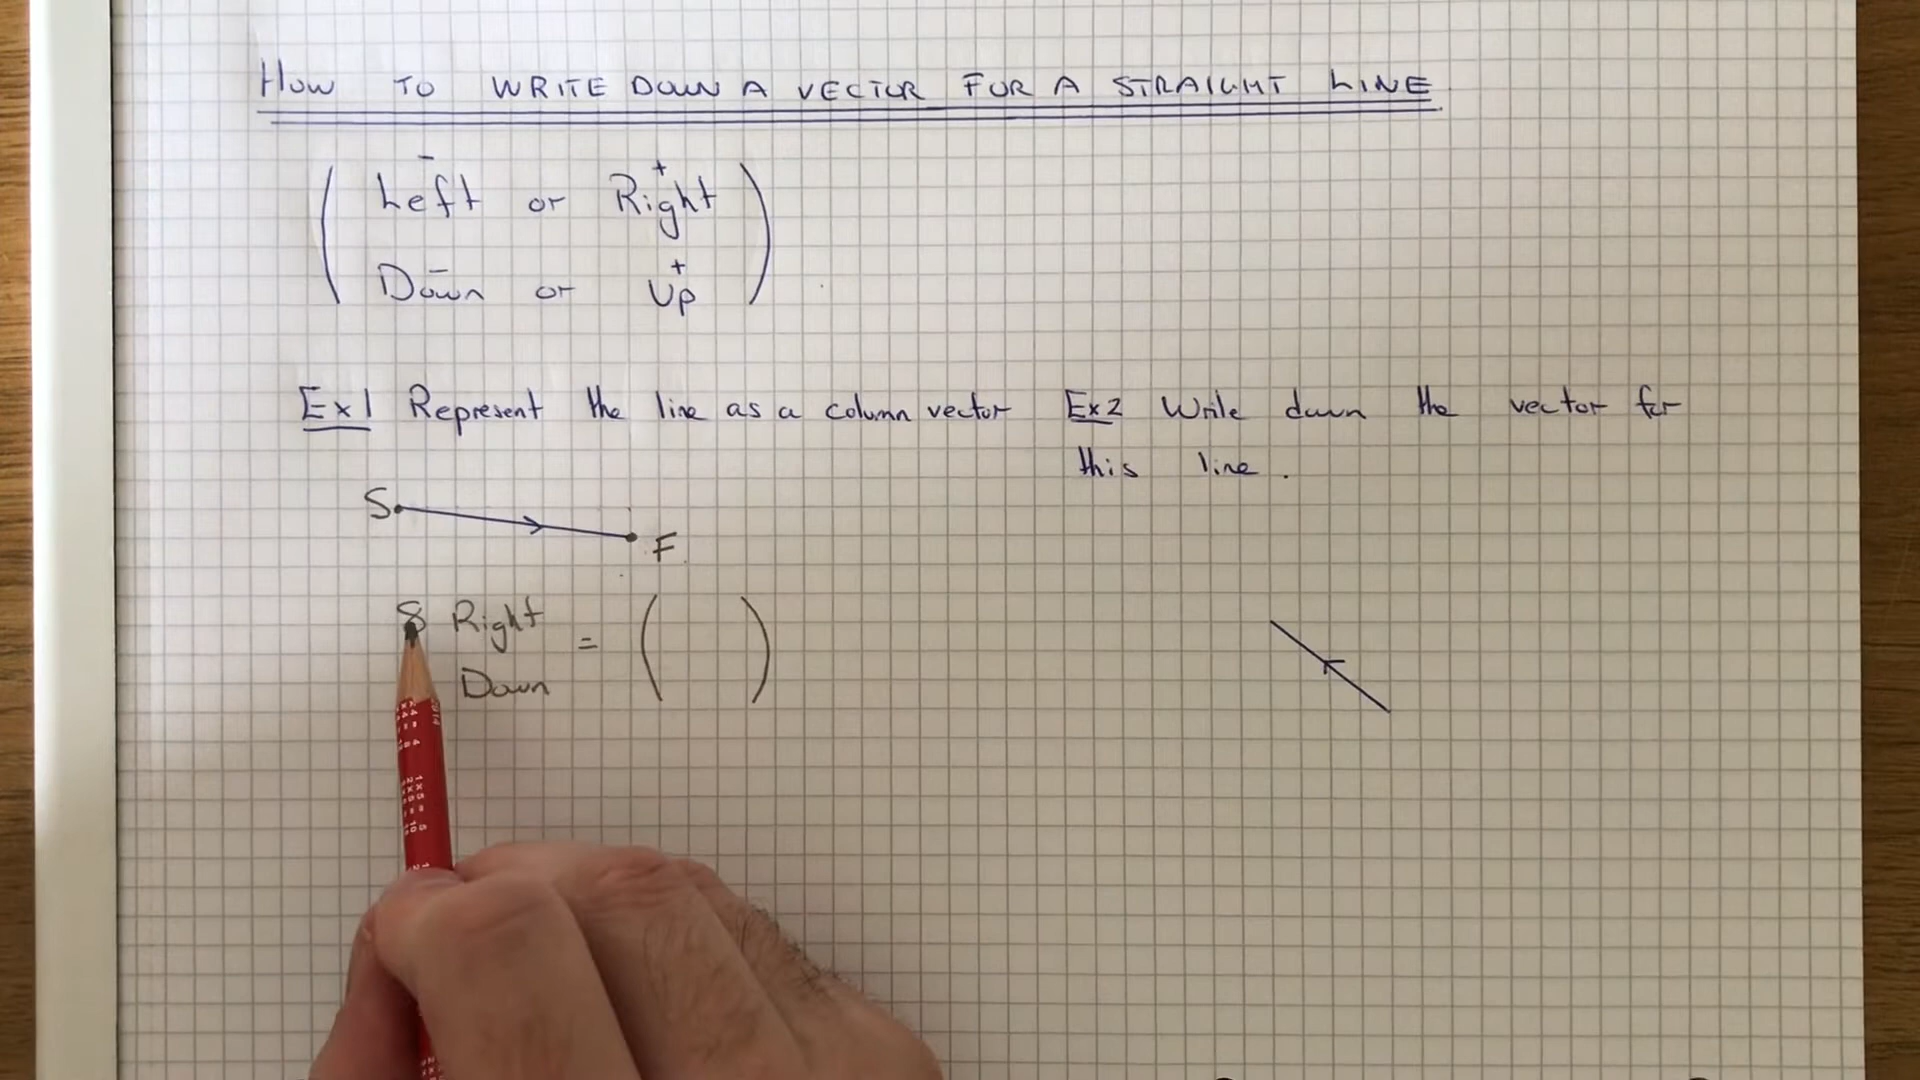 HOW TO WRITE DOWN A VECTOR FOR A STRAIGHT LINE
- +
Left or Right
- +
Down or Up
Ex1 Represent the line as a column vector
S
F
8 Right = ( )
Down
Ex2 Write down the vector for
this line.